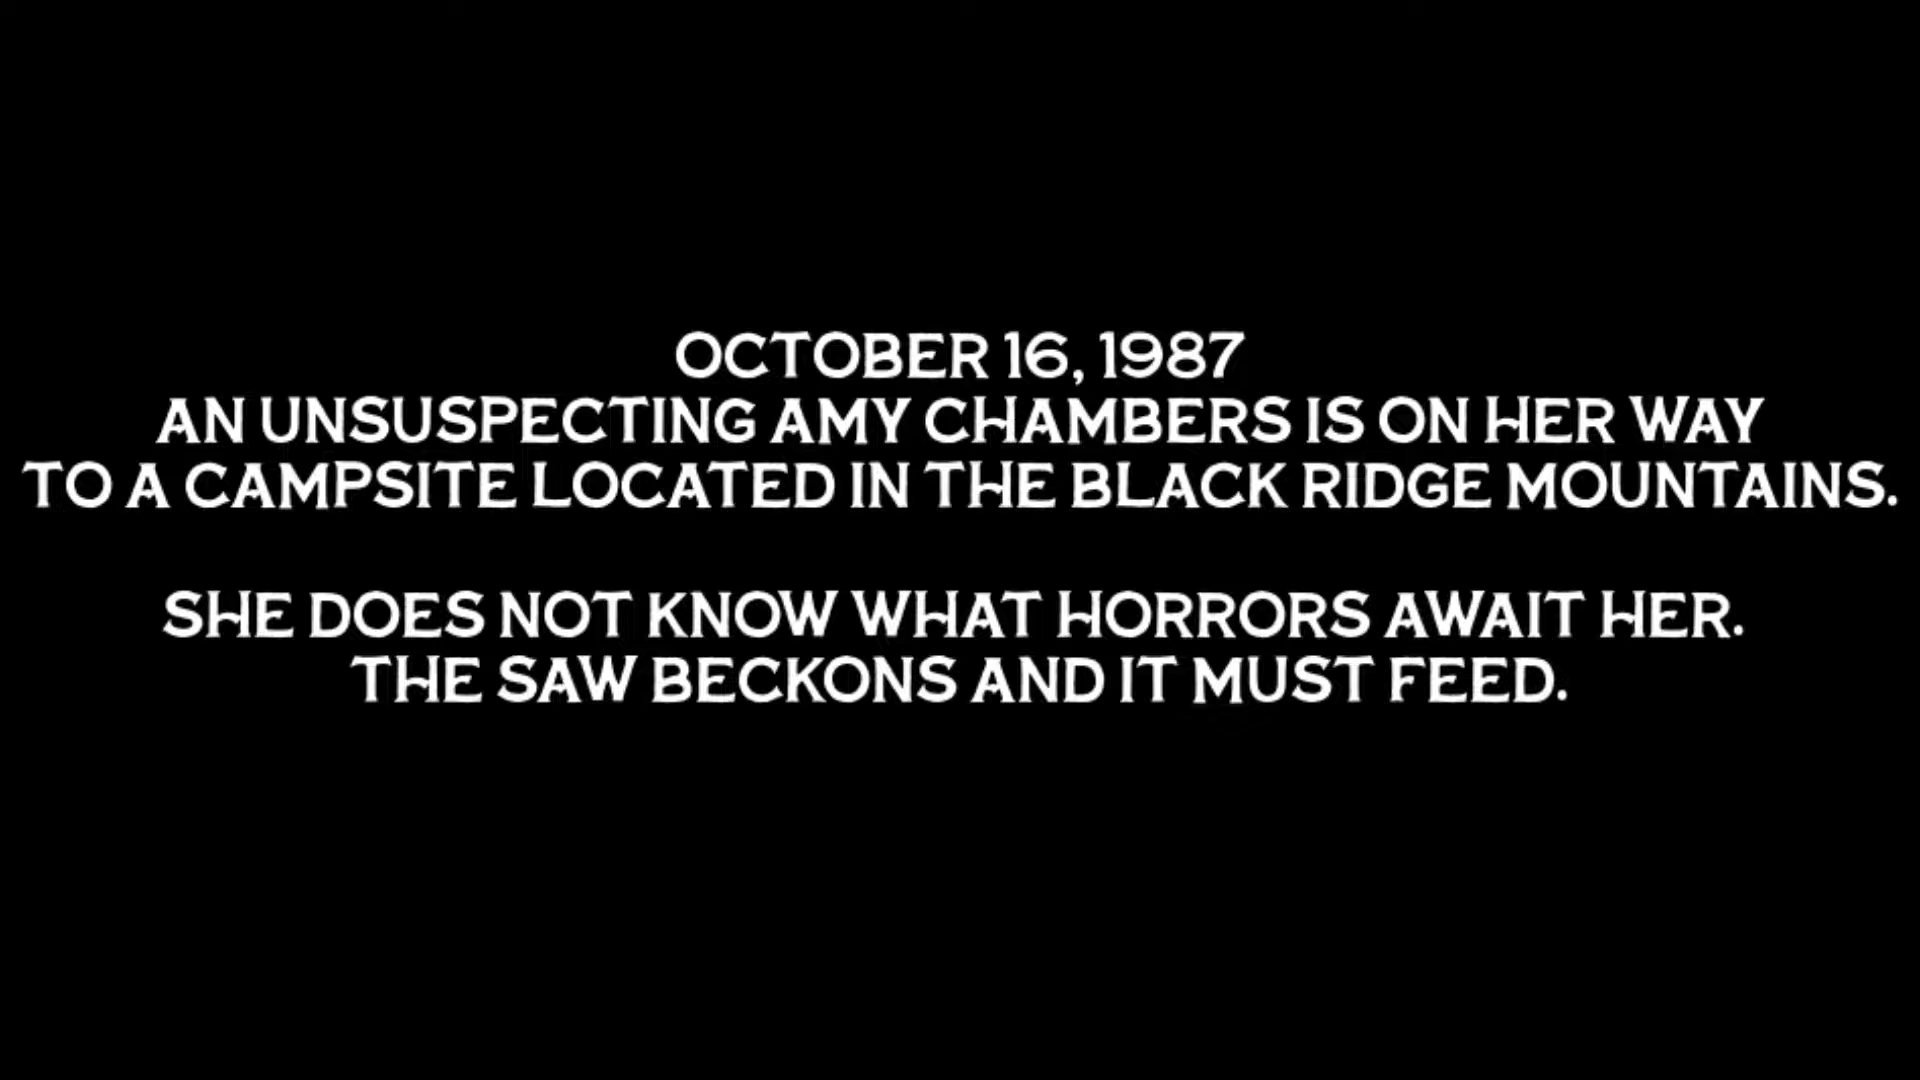 OCTOBER 16, 1987
AN UNSUSPECTING AMY CHAMBERS IS ON HER WAY
TO A CAMPSITE LOCATED IN THE BLACK RIDGE MOUNTAINS.
SHE DOES NOT KNOW WHAT HORRORS AWAIT HER.
THE SAW BECKONS AND IT MUST FEED.